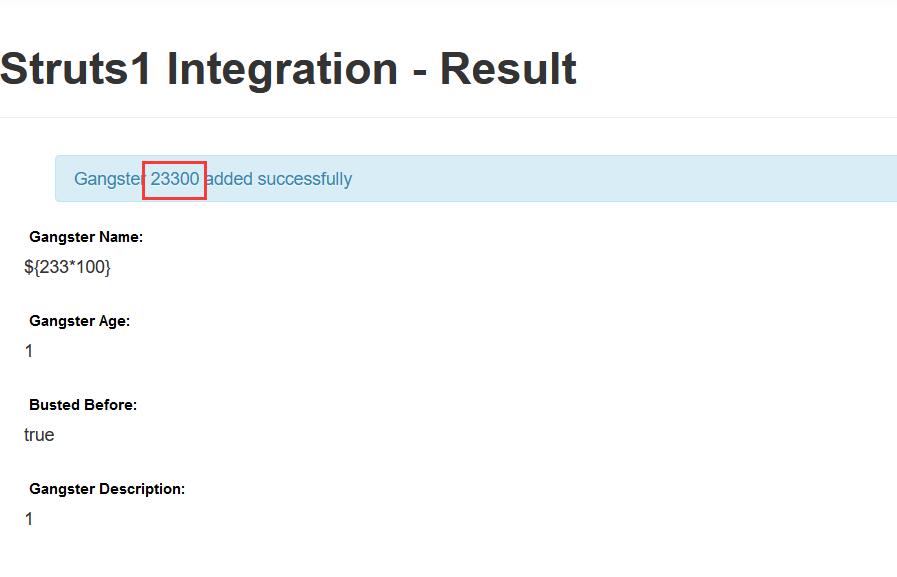 Struts1 Integration - Result
Gangster 23300 added successfully
Gangster Name:
${233*100}
Gangster Age:
1
Busted Before:
true
Gangster Description:
1